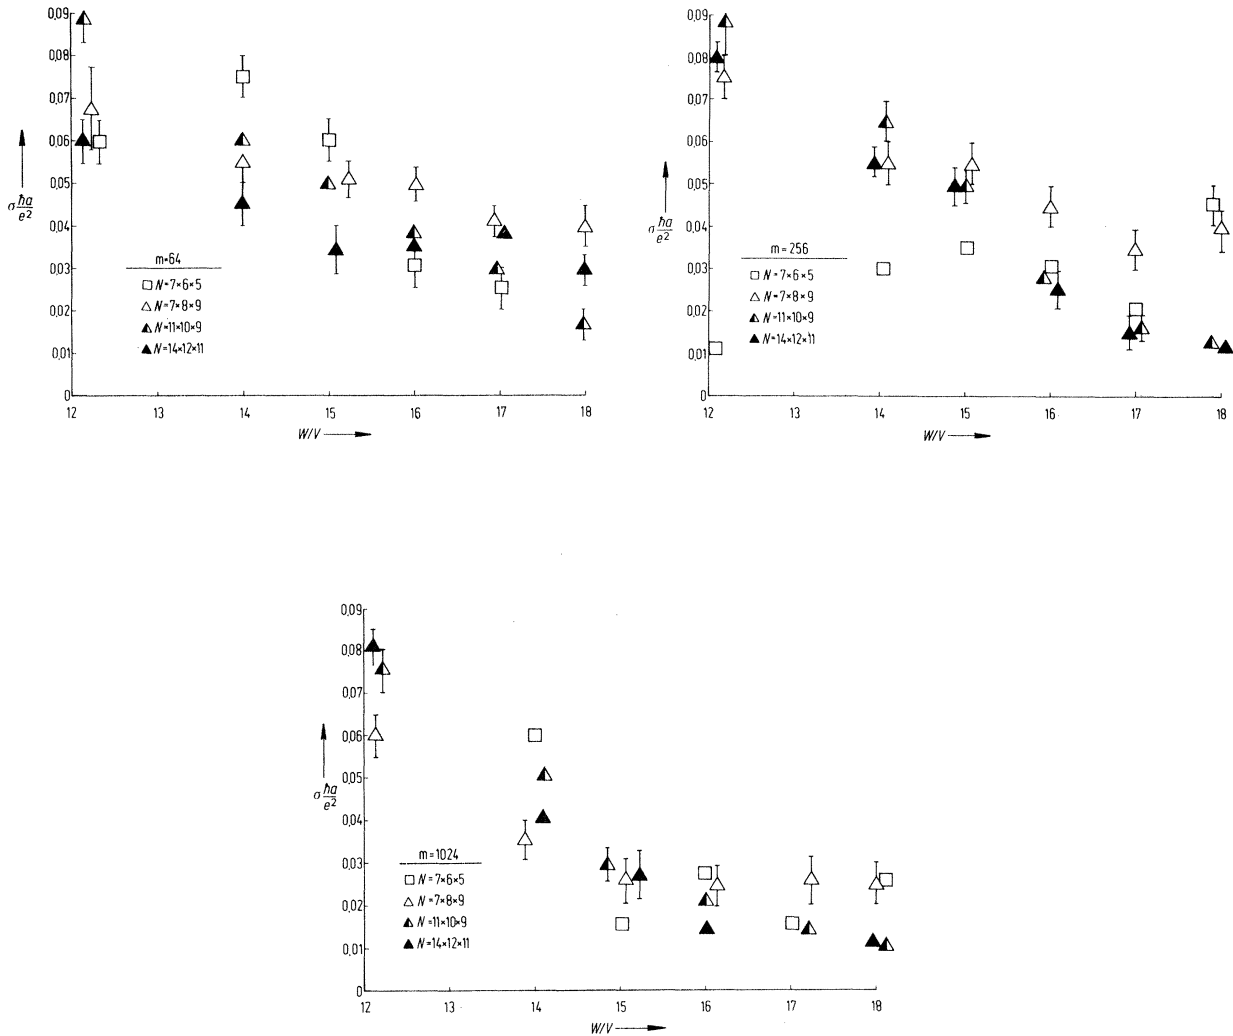 0,09
0,08
0,07
0,06
0,05
0,04
0,03
0,02
0,01
0
σ ħa/e²
m=64
N=7×6×5
N=7×8×9
N=11×10×9
N=14×12×11
12 13 14 15 16 17 18
W/V
0,09
0,08
0,07
0,06
0,05
0,04
0,03
0,02
0,01
0
σ ħa/e²
m=256
N=7×6×5
N=7×8×9
N=11×10×9
N=14×12×11
12 13 14 15 16 17 18
W/V
0,09
0,08
0,07
0,06
0,05
0,04
0,03
0,02
0,01
0
σ ħa/e²
m=1024
N=7×6×5
N=7×8×9
N=11×10×9
N=14×12×11
12 13 14 15 16 17 18
W/V